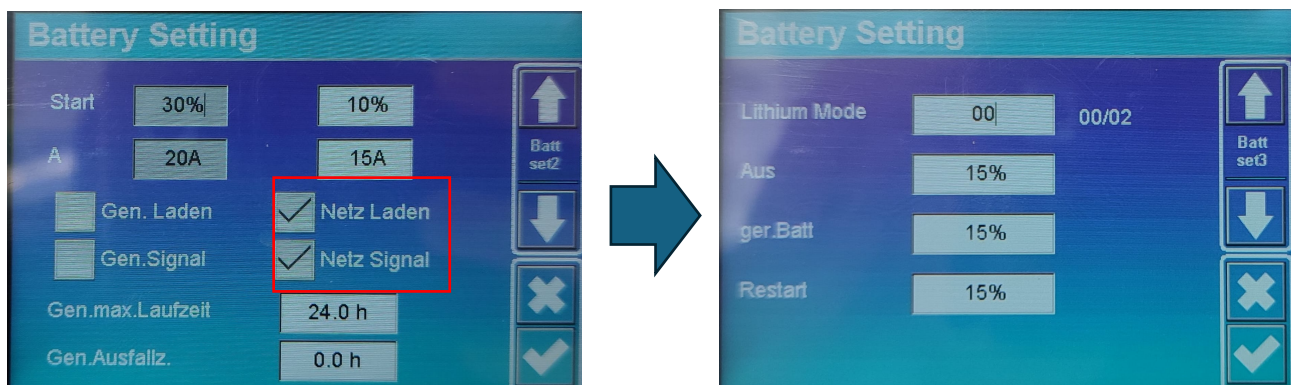 Battery Setting
Start 30% 10%
A 20A 15A
Batt
set2
Gen. Laden Netz Laden
Gen.Signal Netz Signal
Gen.max.Laufzeit 24.0 h
Gen.Ausfallz. 0.0 h
Battery Setting
Lithium Mode 00 00/02
Batt
set3
Aus 15%
ger.Batt 15%
Restart 15%